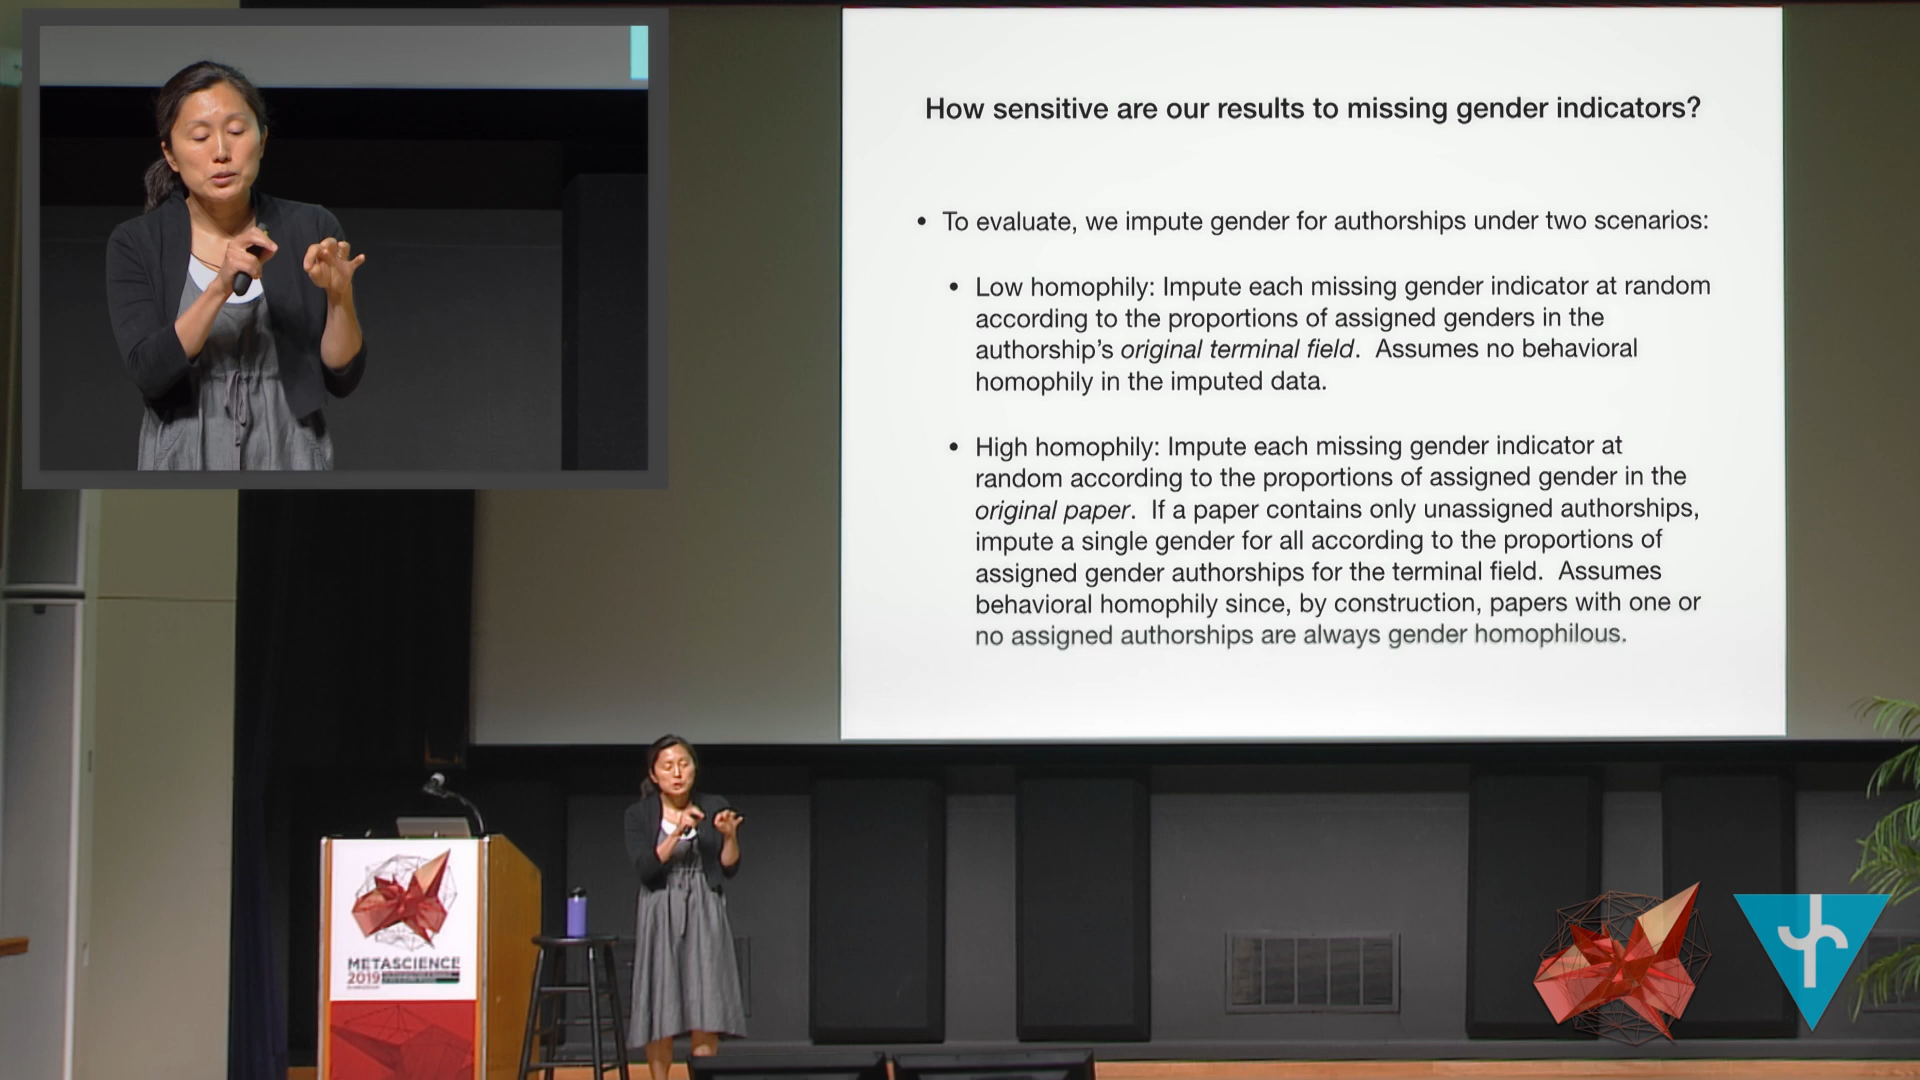 How sensitive are our results to missing gender indicators?
• To evaluate, we impute gender for authorships under two scenarios:
• Low homophily: Impute each missing gender indicator at random
according to the proportions of assigned genders in the
authorship’s original terminal field.  Assumes no behavioral
homophily in the imputed data.
• High homophily: Impute each missing gender indicator at
random according to the proportions of assigned gender in the
original paper.  If a paper contains only unassigned authorships,
impute a single gender for all according to the proportions of
assigned gender authorships for the terminal field.  Assumes
behavioral homophily since, by construction, papers with one or
no assigned authorships are always gender homophilous.
METASCIENCE
2019